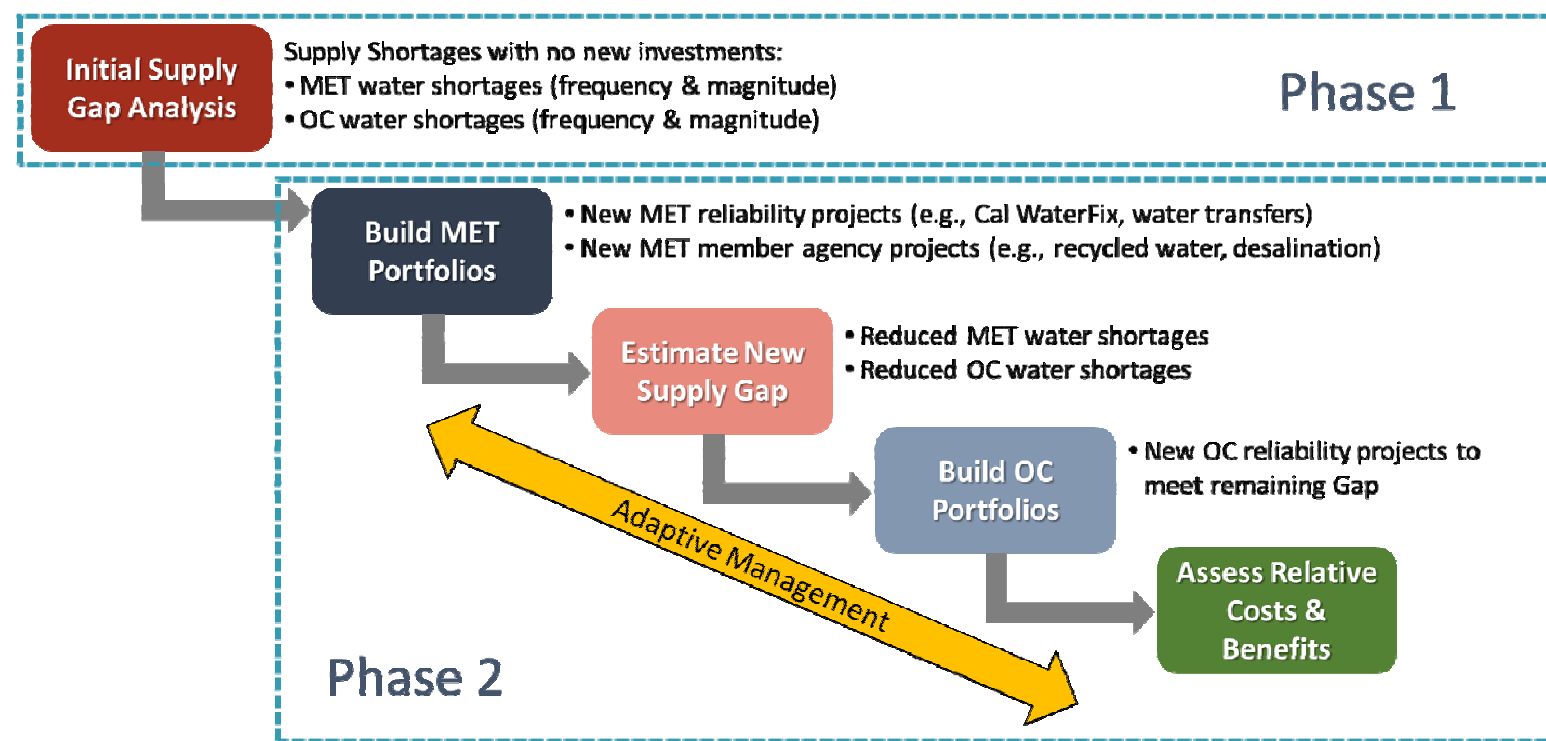 Initial Supply
Gap Analysis
Supply Shortages with no new investments:
• MET water shortages (frequency & magnitude)
• OC water shortages (frequency & magnitude)
Phase 1
Build MET
Portfolios
• New MET reliability projects (e.g., Cal WaterFix, water transfers)
• New MET member agency projects (e.g., recycled water, desalination)
Estimate New
Supply Gap
• Reduced MET water shortages
• Reduced OC water shortages
Build OC
Portfolios
• New OC reliability projects to
meet remaining Gap
Adaptive Management
Assess Relative
Costs &
Benefits
Phase 2